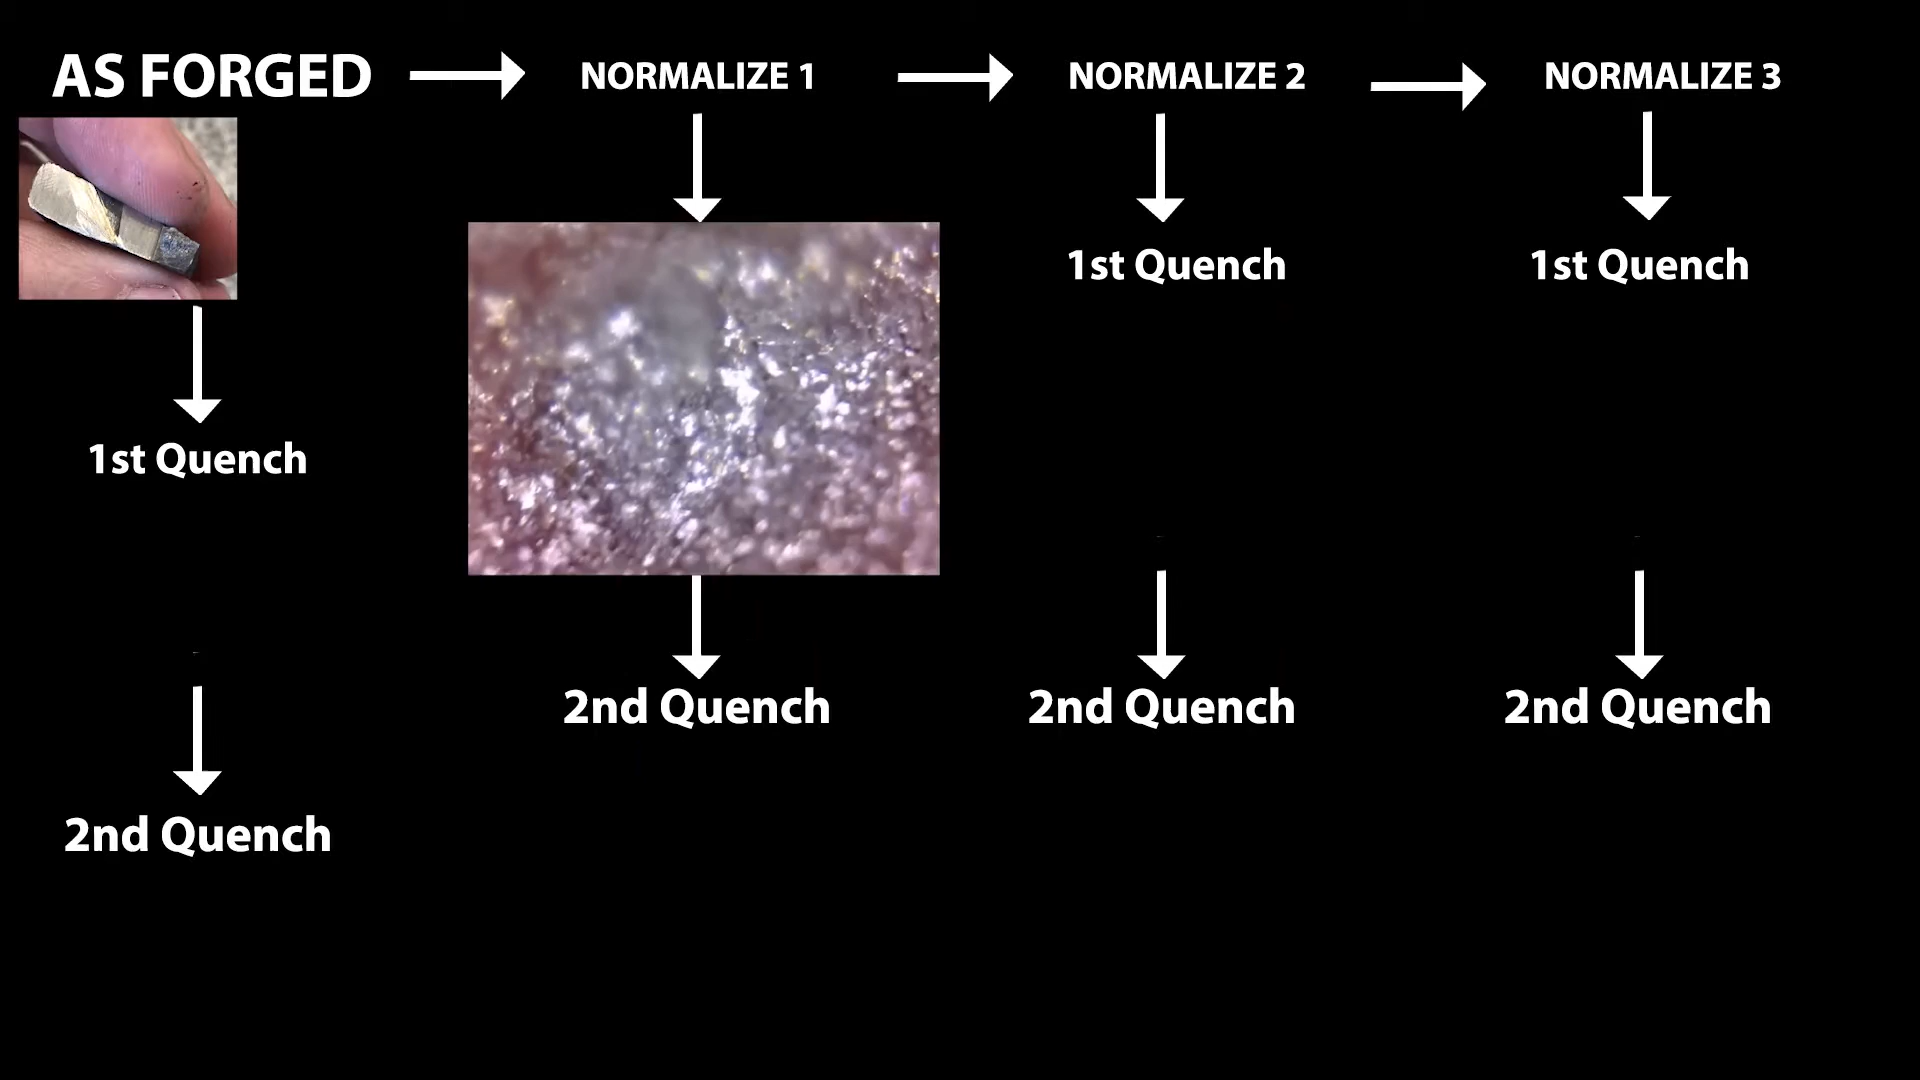 AS FORGED
NORMALIZE 1
NORMALIZE 2
NORMALIZE 3
1st Quench
1st Quench
1st Quench
2nd Quench
2nd Quench
2nd Quench
2nd Quench